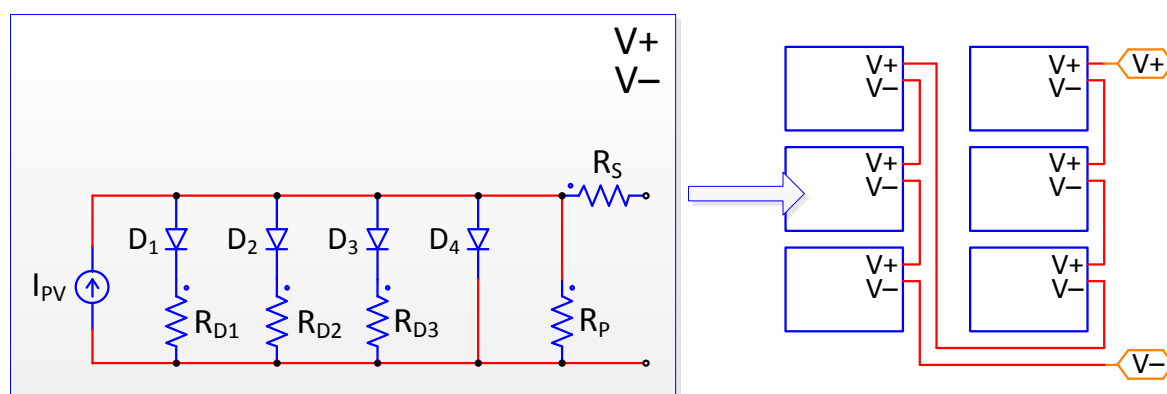 V+
V−
R_S
D_1
D_2
D_3
D_4
I_PV
R_D1
R_D2
R_D3
R_P
V+
V−
V+
V−
V+
V+
V−
V+
V−
V+
V−
V+
V−
V−